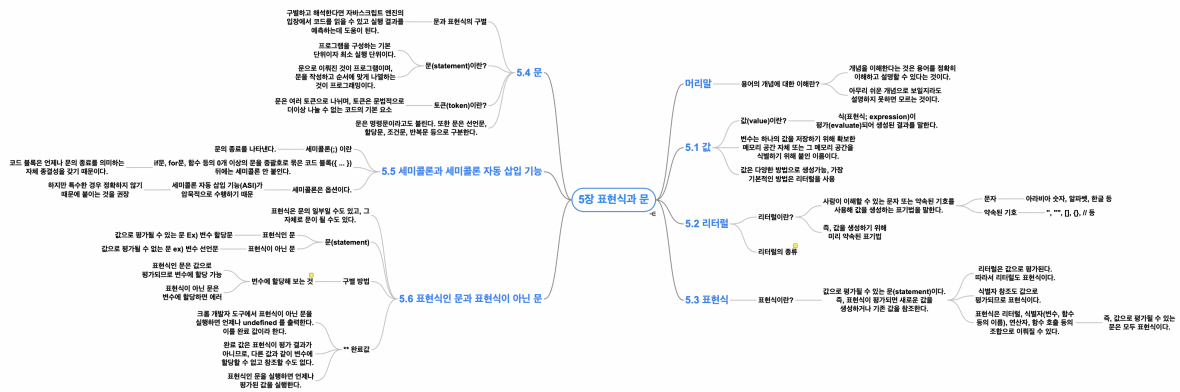 5장 표현식과 문
머리말
용어의 개념에 대한 이해란?
개념을 이해한다는 것은 용어를 정확히
이해하고 설명할 수 있다는 것이다.
아무리 쉬운 개념으로 보일지라도
설명하지 못하면 모르는 것이다.
5.1 값
값(value)이란?
식(표현식; expression)이
평가(evaluate)되어 생성된 결과를 말한다.
변수는 하나의 값을 저장하기 위해 확보한
메모리 공간 자체 또는 그 메모리 공간을
식별하기 위해 붙인 이름이다.
값은 다양한 방법으로 생성가능, 가장
기본적인 방법은 리터럴을 사용
5.2 리터럴
리터럴이란?
사람이 이해할 수 있는 문자 또는 약속된 기호를
사용해 값을 생성하는 표기법을 말한다.
문자
아라비아 숫자, 알파벳, 한글 등
약속된 기호
'', "", [], {}, // 등
즉, 값을 생성하기 위해
미리 약속된 표기법
리터럴의 종류
5.3 표현식
표현식이란?
값으로 평가될 수 있는 문(statement)이다.
즉, 표현식이 평가되면 새로운 값을
생성하거나 기존 값을 참조한다.
리터럴은 값으로 평가된다.
따라서 리터럴도 표현식이다.
식별자 참조도 값으로
평가되므로 표현식이다.
표현식은 리터럴, 식별자(변수, 함수
등의 이름), 연산자, 함수 호출 등의
조합으로 이뤄질 수 있다.
즉, 값으로 평가될 수 있는
문은 모두 표현식이다.
5.4 문
문과 표현식의 구별
구별하고 해석한다면 자바스크립트 엔진의
입장에서 코드를 읽을 수 있고 실행 결과를
예측하는데 도움이 된다.
문(statement)이란?
프로그램을 구성하는 기본
단위이자 최소 실행 단위이다.
문으로 이뤄진 것이 프로그램이며,
문을 작성하고 순서에 맞게 나열하는
것이 프로그래밍이다.
토큰(token)이란?
문은 여러 토큰으로 나뉘며, 토큰은 문법적으로
더이상 나눌 수 없는 코드의 기본 요소
문은 명령문이라고도 불린다. 또한 문은 선언문,
할당문, 조건문, 반복문 등으로 구분한다.
5.5 세미콜론과 세미콜론 자동 삽입 기능
세미콜론(;) 이란
문의 종료를 나타낸다.
if문, for문, 함수 등의 0개 이상의 문을 중괄호로 묶은 코드 블록({ ... })
뒤에는 세미콜론 안 붙인다.
코드 블록은 언제나 문의 종료를 의미하는
자체 종결성을 갖기 때문이다.
세미콜론은 옵션이다.
세미콜론 자동 삽입 기능(ASI)가
암묵적으로 수행하기 때문
하지만 특수한 경우 정확하지 않기
때문에 붙이는 것을 권장
5.6 표현식인 문과 표현식이 아닌 문
표현식은 문의 일부일 수도 있고, 그
자체로 문이 될 수도 있다.
문(statement)
표현식인 문
값으로 평가될 수 있는 문 Ex) 변수 할당문
표현식이 아닌 문
값으로 평가될 수 없는 문 ex) 변수 선언문
구별 방법
변수에 할당해 보는 것
표현식인 문은 값으로
평가되므로 변수에 할당 가능
표현식이 아닌 문은
변수에 할당하면 에러
** 완료값
크롬 개발자 도구에서 표현식이 아닌 문을
실행하면 언제나 undefined 를 출력한다.
이를 완료 값이라 한다.
완료 값은 표현식이 평가 결과가
아니므로, 다른 값과 같이 변수에
할당할 수 없고 참조할 수도 없다.
표현식인 문을 실행하면 언제나
평가된 값을 실행한다.